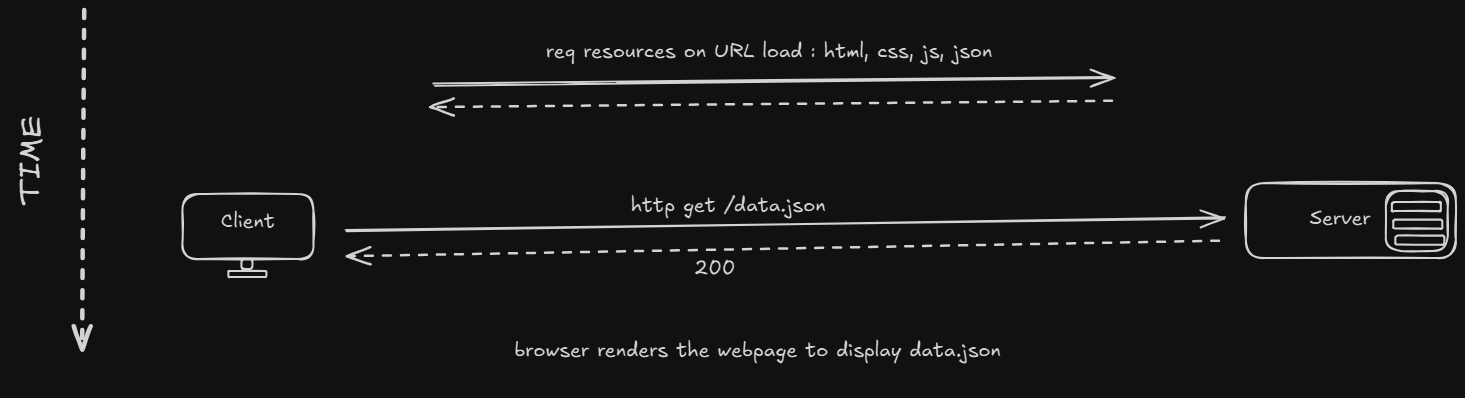 req resources on URL load : html, css, js, json
TIME
http get /data.json
Client
Server
200
browser renders the webpage to display data.json